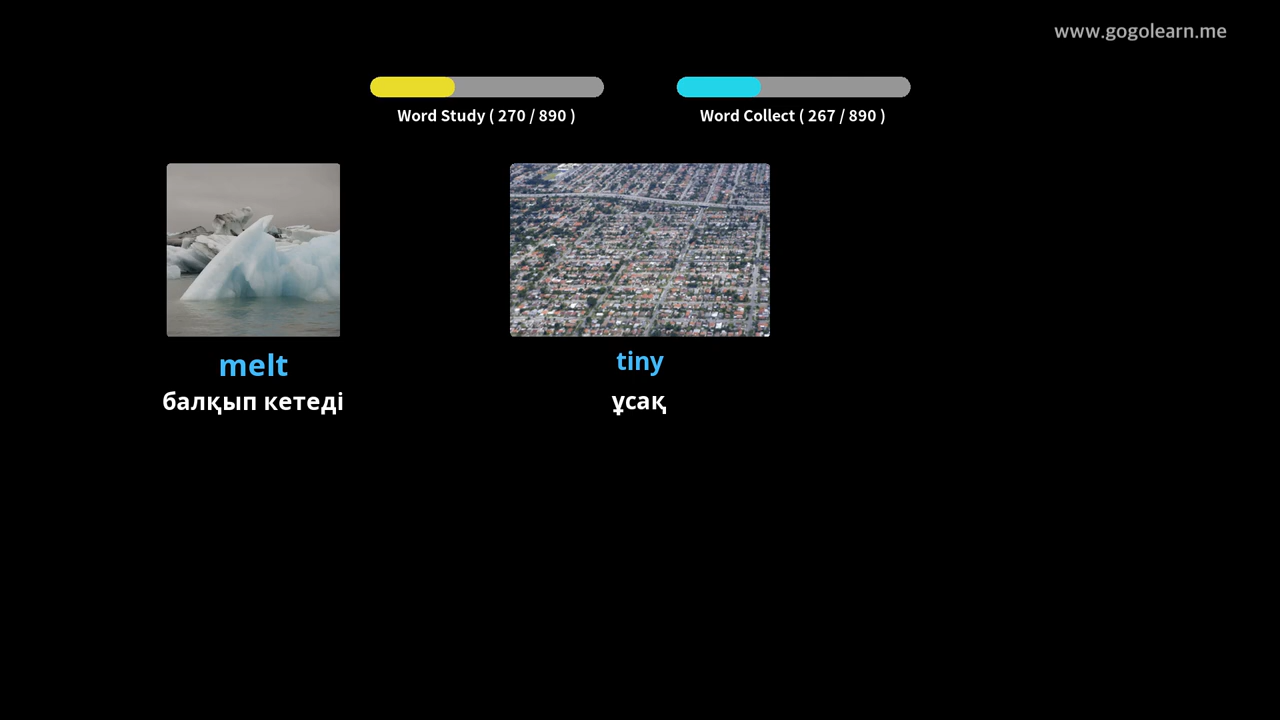 www.gogolearn.me
Word Study ( 270 / 890 )
Word Collect ( 267 / 890 )
melt
балқып кетеді
tiny
ұсақ